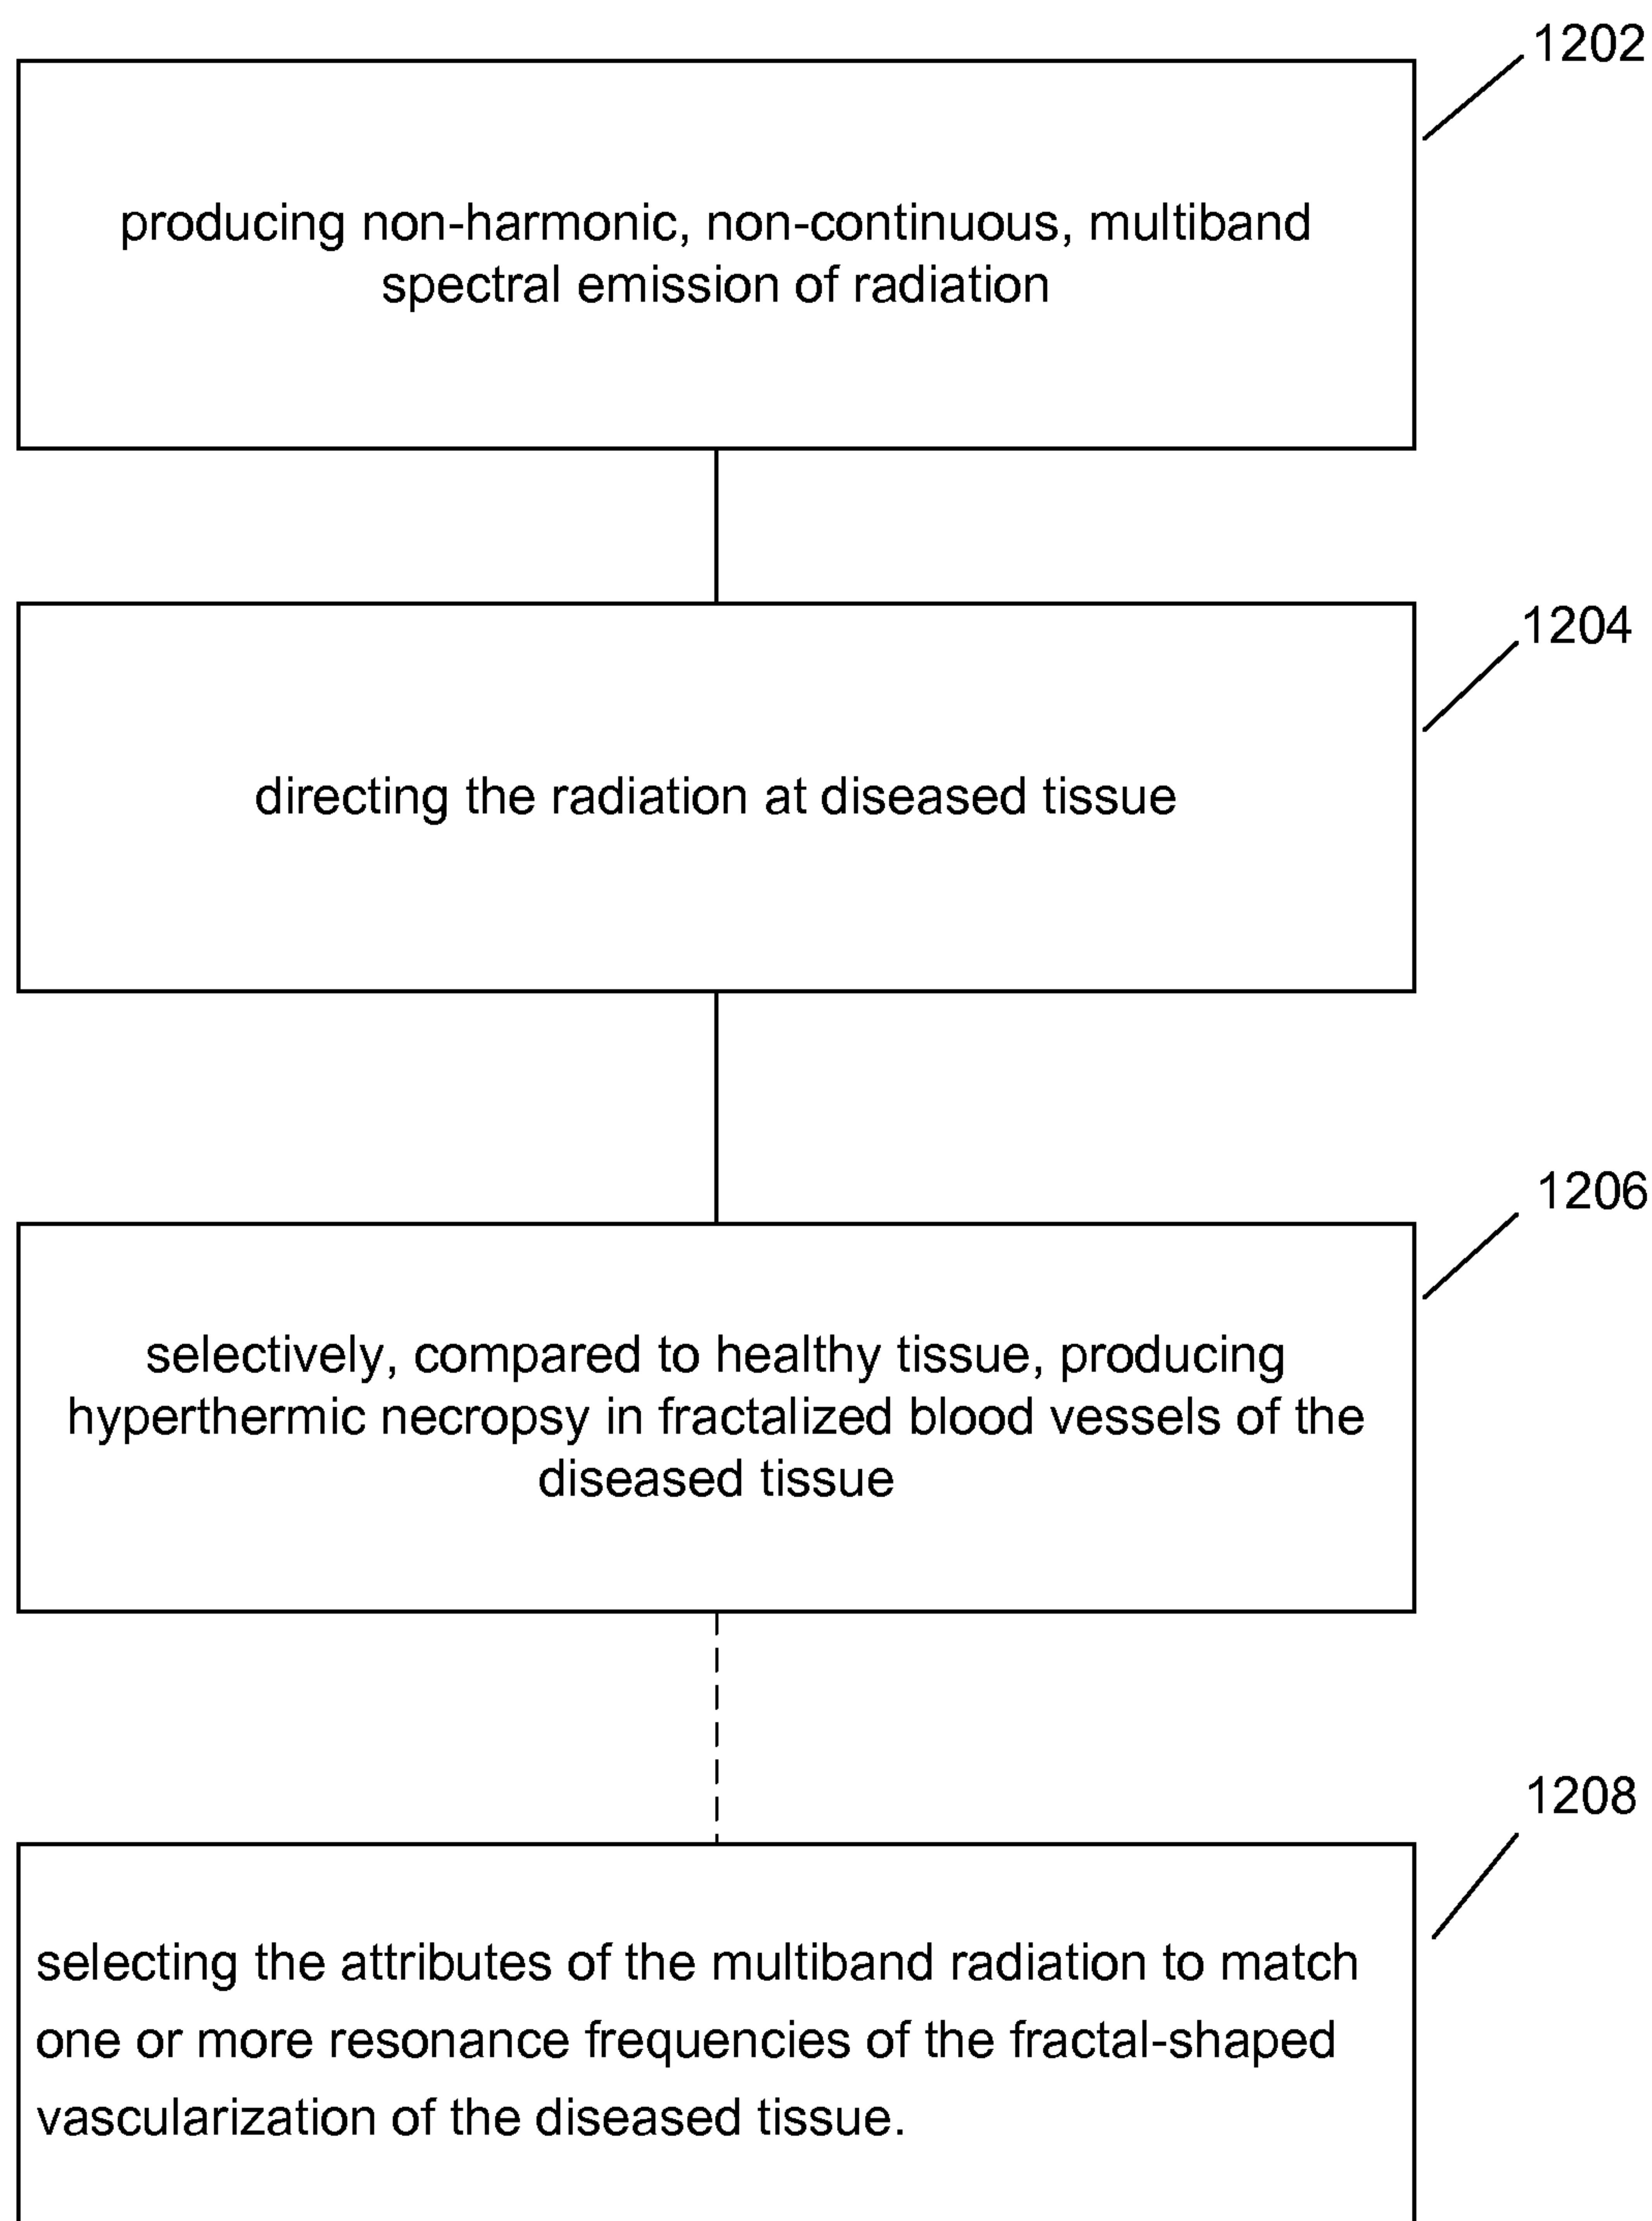 1202
producing non-harmonic, non-continuous, multiband
spectral emission of radiation
1204
directing the radiation at diseased tissue
1206
selectively, compared to healthy tissue, producing
hyperthermic necropsy in fractalized blood vessels of the
diseased tissue
1208
selecting the attributes of the multiband radiation to match
one or more resonance frequencies of the fractal-shaped
vascularization of the diseased tissue.